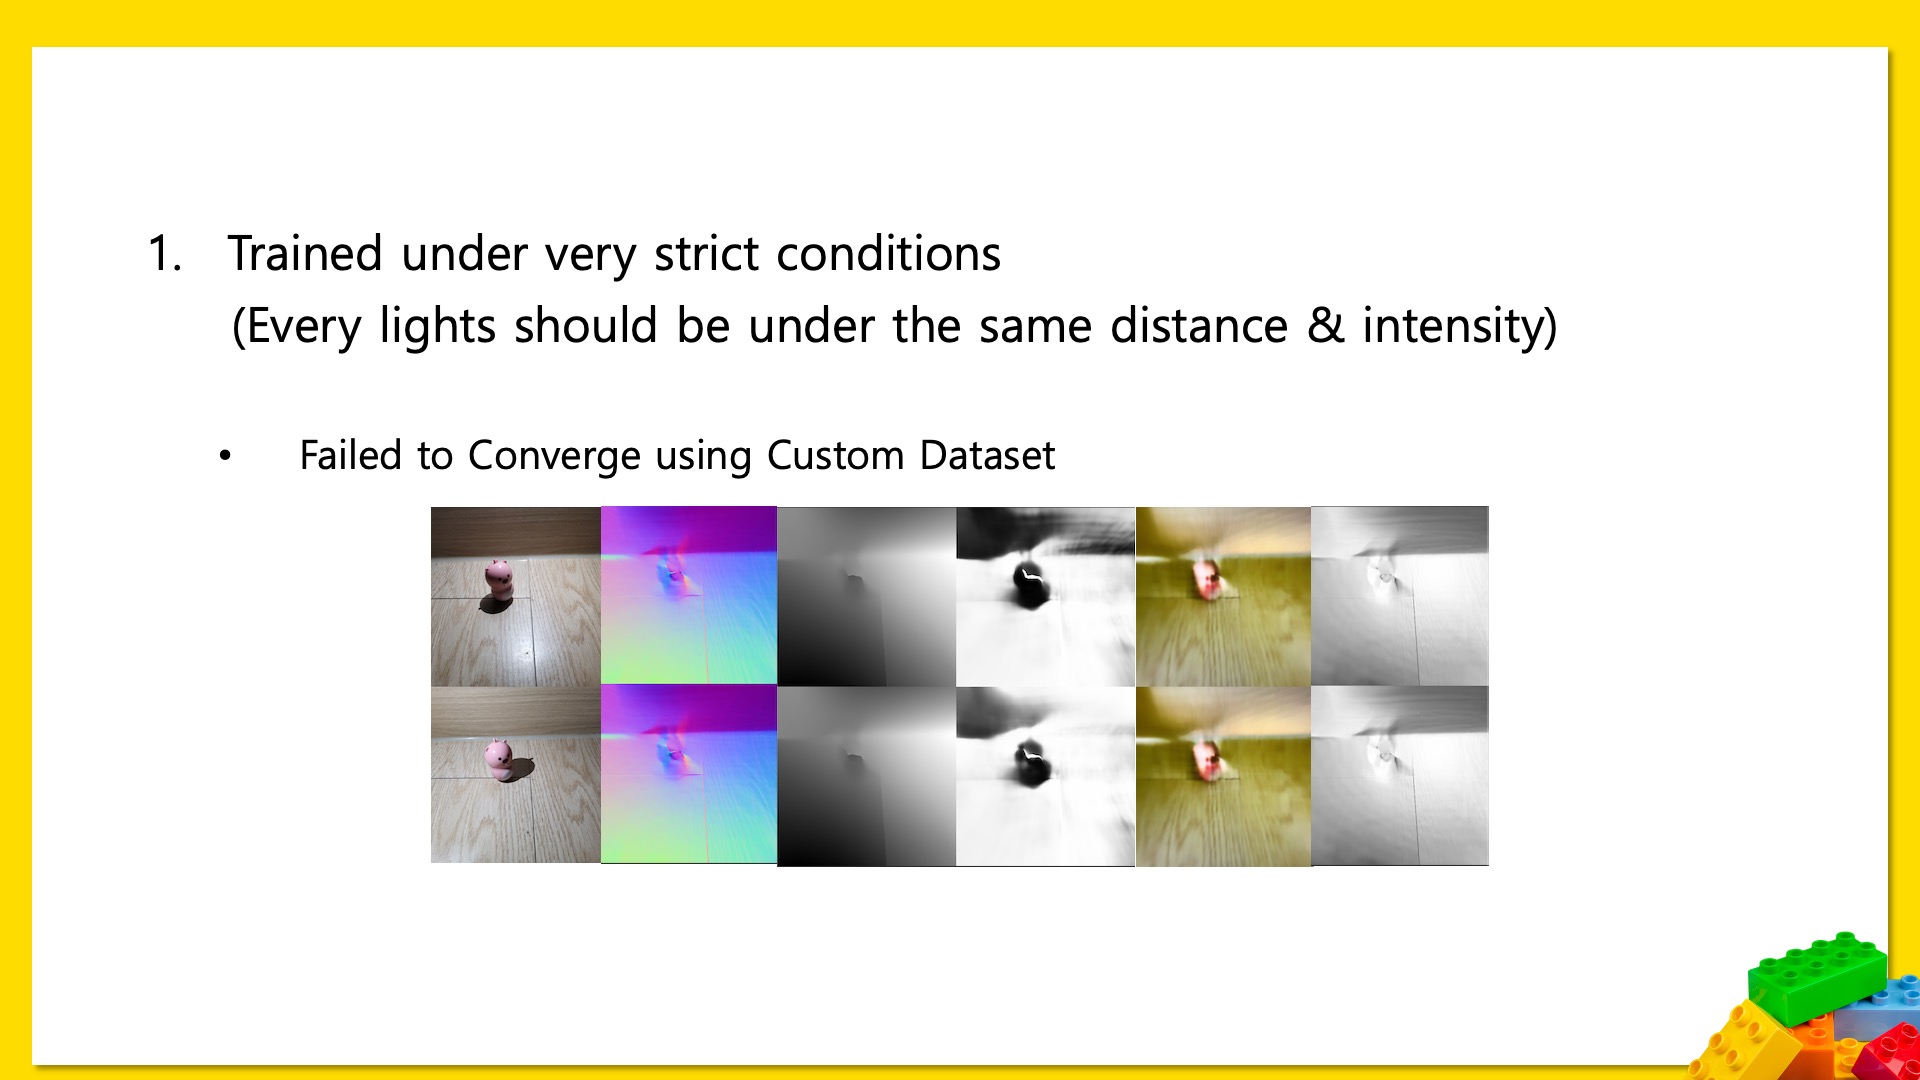 1. Trained under very strict conditions
(Every lights should be under the same distance & intensity)
• Failed to Converge using Custom Dataset